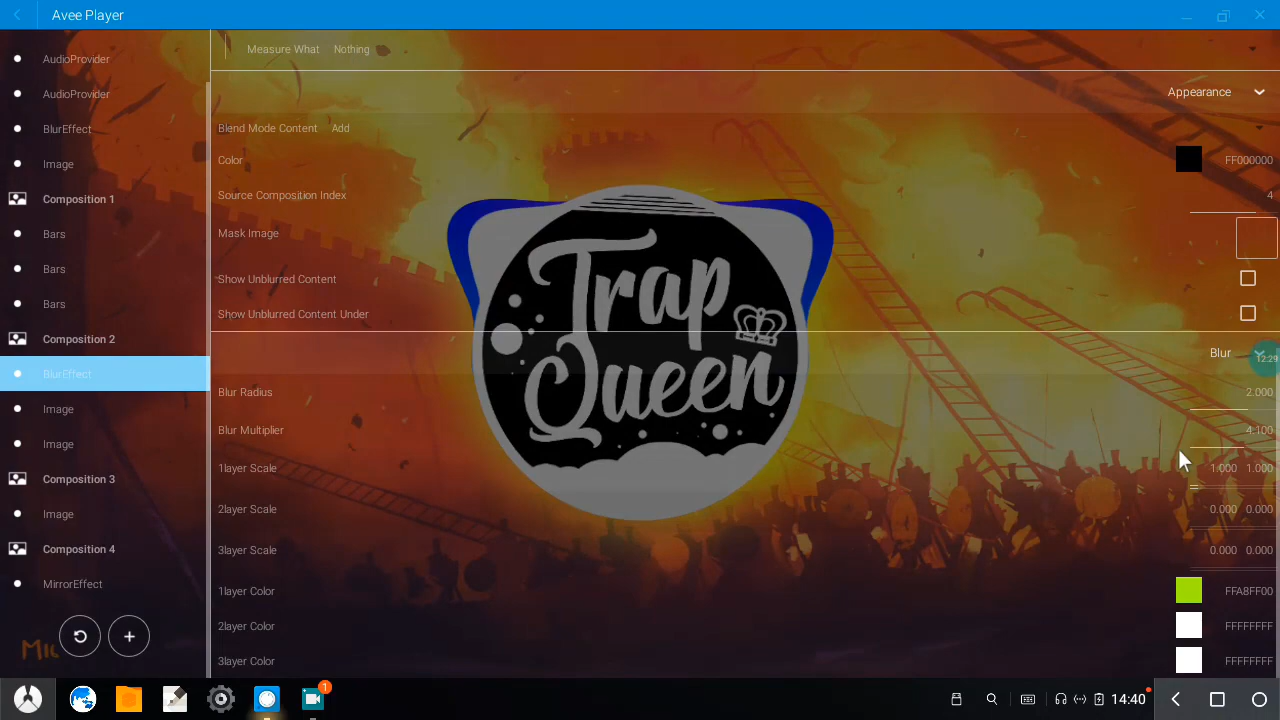 Avee Player
AudioProvider
AudioProvider
BlurEffect
Image
Composition 1
Bars
Bars
Bars
Composition 2
BlurEffect
Image
Image
Composition 3
Image
Composition 4
MirrorEffect
Measure What Nothing
Appearance
Blend Mode Content Add
Color FF000000
Source Composition Index 4
Mask Image
Show Unblurred Content
Show Unblurred Content Under
Blur
12:29
Blur Radius 2.000
Blur Multiplier 4.100
1layer Scale 1.000 1.000
2layer Scale 0.000 0.000
3layer Scale 0.000 0.000
1layer Color FFA8FF00
2layer Color FFFFFFFF
3layer Color FFFFFFFF
Trap
Queen
1
14:40